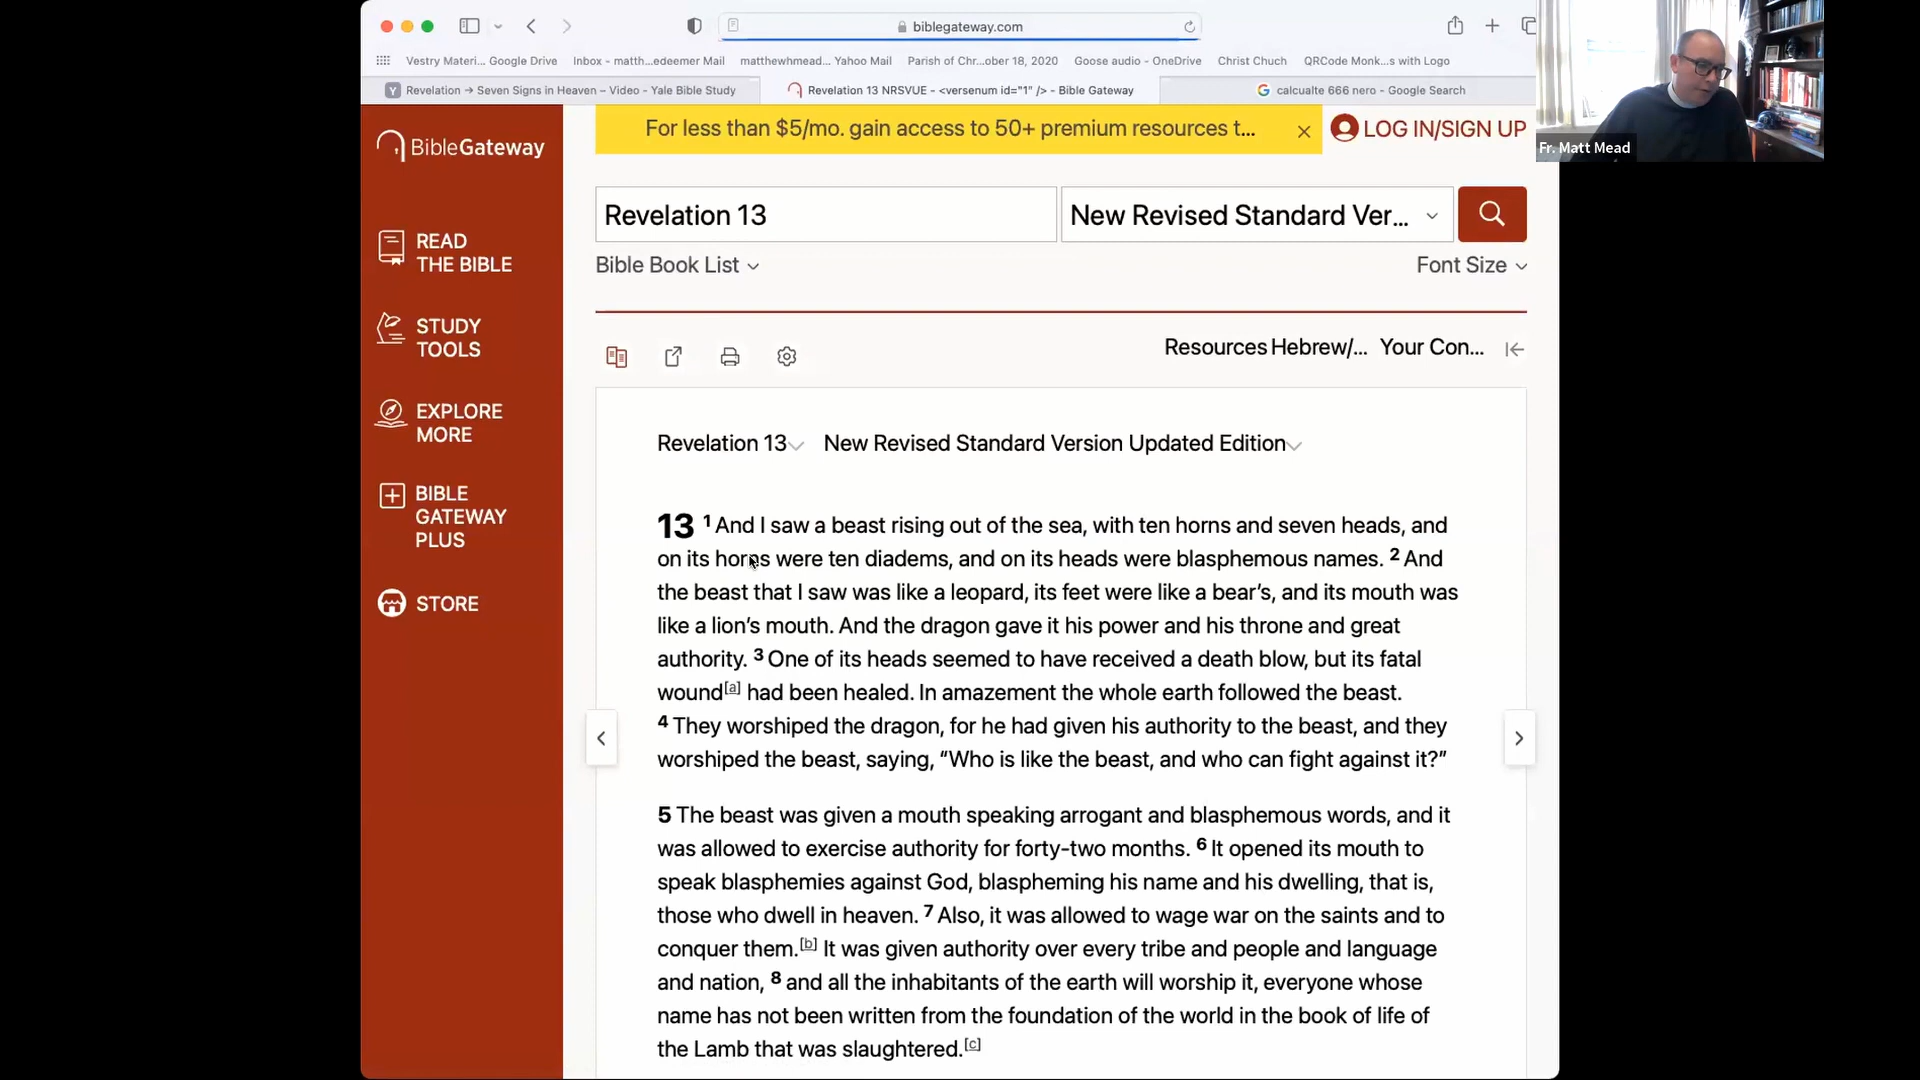 biblegateway.com
Vestry Materi... Google Drive
Inbox - matth...edeemer Mail
matthewhmead... Yahoo Mail
Parish of Chr...ober 18, 2020
Goose audio - OneDrive
Christ Chuch
QRCode Monk...s with Logo
Y Revelation → Seven Signs in Heaven – Video - Yale Bible Study
Revelation 13 NRSVUE - <versenum id="1" /> - Bible Gateway
G calcualte 666 nero - Google Search
Fr. Matt Mead
BibleGateway
For less than $5/mo. gain access to 50+ premium resources t...
LOG IN/SIGN UP
Revelation 13
New Revised Standard Ver...
Bible Book List
Font Size
READ
THE BIBLE
STUDY
TOOLS
EXPLORE
MORE
BIBLE
GATEWAY
PLUS
STORE
Resources Hebrew/... Your Con...
Revelation 13 New Revised Standard Version Updated Edition
13 1 And I saw a beast rising out of the sea, with ten horns and seven heads, and
on its horns were ten diadems, and on its heads were blasphemous names. 2 And
the beast that I saw was like a leopard, its feet were like a bear’s, and its mouth was
like a lion’s mouth. And the dragon gave it his power and his throne and great
authority. 3 One of its heads seemed to have received a death blow, but its fatal
wound[a] had been healed. In amazement the whole earth followed the beast.
4 They worshiped the dragon, for he had given his authority to the beast, and they
worshiped the beast, saying, “Who is like the beast, and who can fight against it?”
5 The beast was given a mouth speaking arrogant and blasphemous words, and it
was allowed to exercise authority for forty-two months. 6 It opened its mouth to
speak blasphemies against God, blaspheming his name and his dwelling, that is,
those who dwell in heaven. 7 Also, it was allowed to wage war on the saints and to
conquer them.[b] It was given authority over every tribe and people and language
and nation, 8 and all the inhabitants of the earth will worship it, everyone whose
name has not been written from the foundation of the world in the book of life of
the Lamb that was slaughtered.[c]